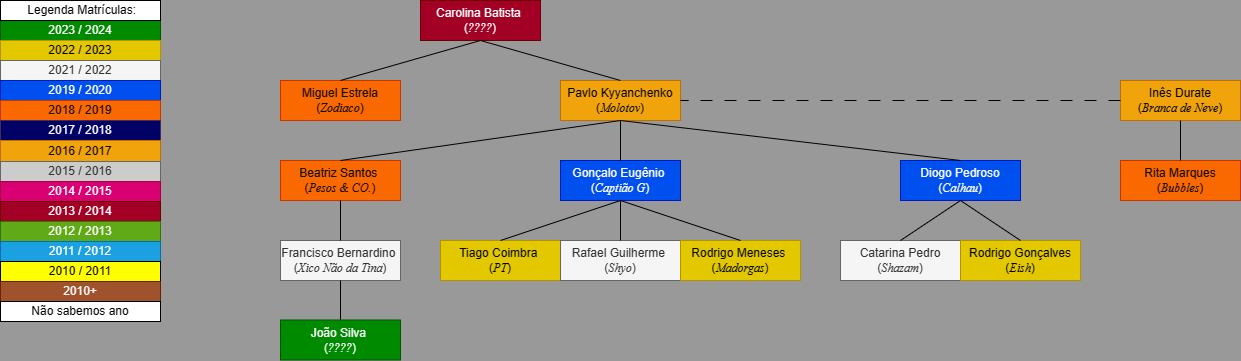 Legenda Matrículas:
2023 / 2024
2022 / 2023
2021 / 2022
2019 / 2020
2018 / 2019
2017 / 2018
2016 / 2017
2015 / 2016
2014 / 2015
2013 / 2014
2012 / 2013
2011 / 2012
2010 / 2011
2010+
Não sabemos ano
Carolina Batista
(????)
Miguel Estrela
(Zodiaco)
Pavlo Kyyanchenko
(Molotov)
Inês Durate
(Branca de Neve)
Beatriz Santos
(Pesos & CO.)
Gonçalo Eugênio
(Captião G)
Diogo Pedroso
(Calhau)
Rita Marques
(Bubbles)
Francisco Bernardino
(Xico Não da Tina)
Tiago Coimbra
(PT)
Rafael Guilherme
(Shyo)
Rodrigo Meneses
(Madorgas)
Catarina Pedro
(Shazam)
Rodrigo Gonçalves
(Eish)
João Silva
(????)